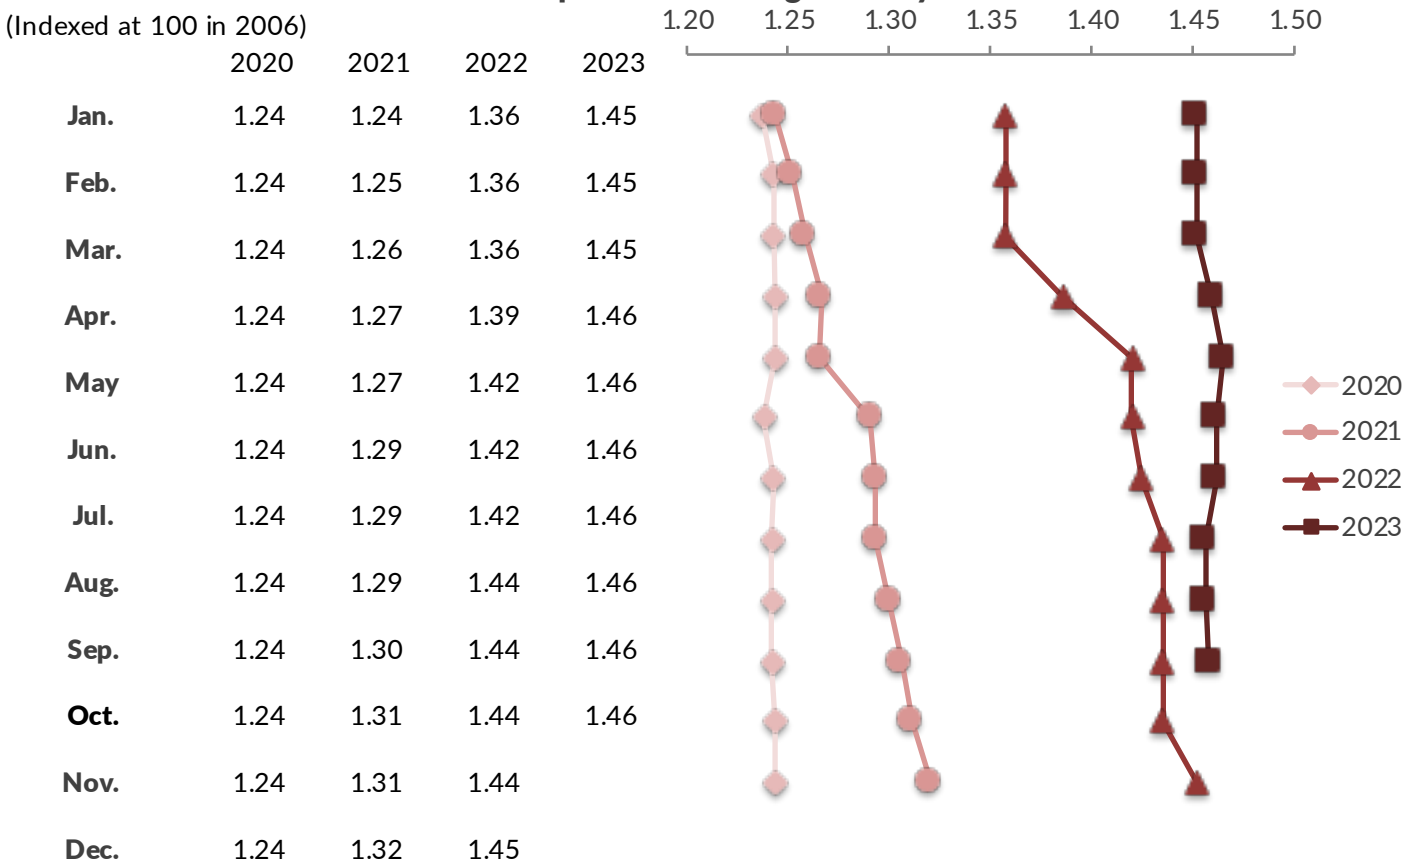 1.20 1.25 1.30 1.35 1.40 1.45 1.50
(Indexed at 100 in 2006)
2020 2021 2022 2023
Jan. 1.24 1.24 1.36 1.45
Feb. 1.24 1.25 1.36 1.45
Mar. 1.24 1.26 1.36 1.45
Apr. 1.24 1.27 1.39 1.46
May 1.24 1.27 1.42 1.46
2020
2021
Jun. 1.24 1.29 1.42 1.46
2022
Jul. 1.24 1.29 1.42 1.46
2023
Aug. 1.24 1.29 1.44 1.46
Sep. 1.24 1.30 1.44 1.46
Oct. 1.24 1.31 1.44 1.46
Nov. 1.24 1.31 1.44
Dec. 1.24 1.32 1.45